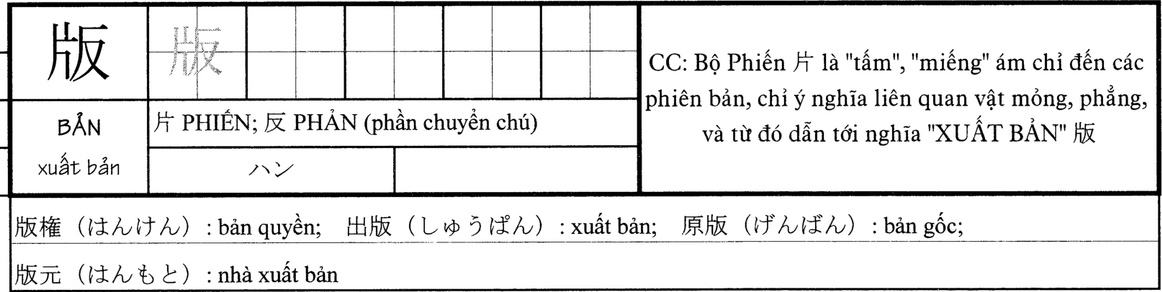 版 版
BẢN
xuất bản
片 PHIẾN; 反 PHẢN (phần chuyển chú)
ハン
CC: Bộ Phiến 片 là "tấm", "miếng" ám chỉ đến các
phiên bản, chỉ ý nghĩa liên quan vật mỏng, phẳng,
và từ đó dẫn tới nghĩa "XUẤT BẢN" 版
版権（はんけん）: bản quyền; 出版（しゅうぱん）: xuất bản; 原版（げんばん）: bản gốc;
版元（はんもと）: nhà xuất bản